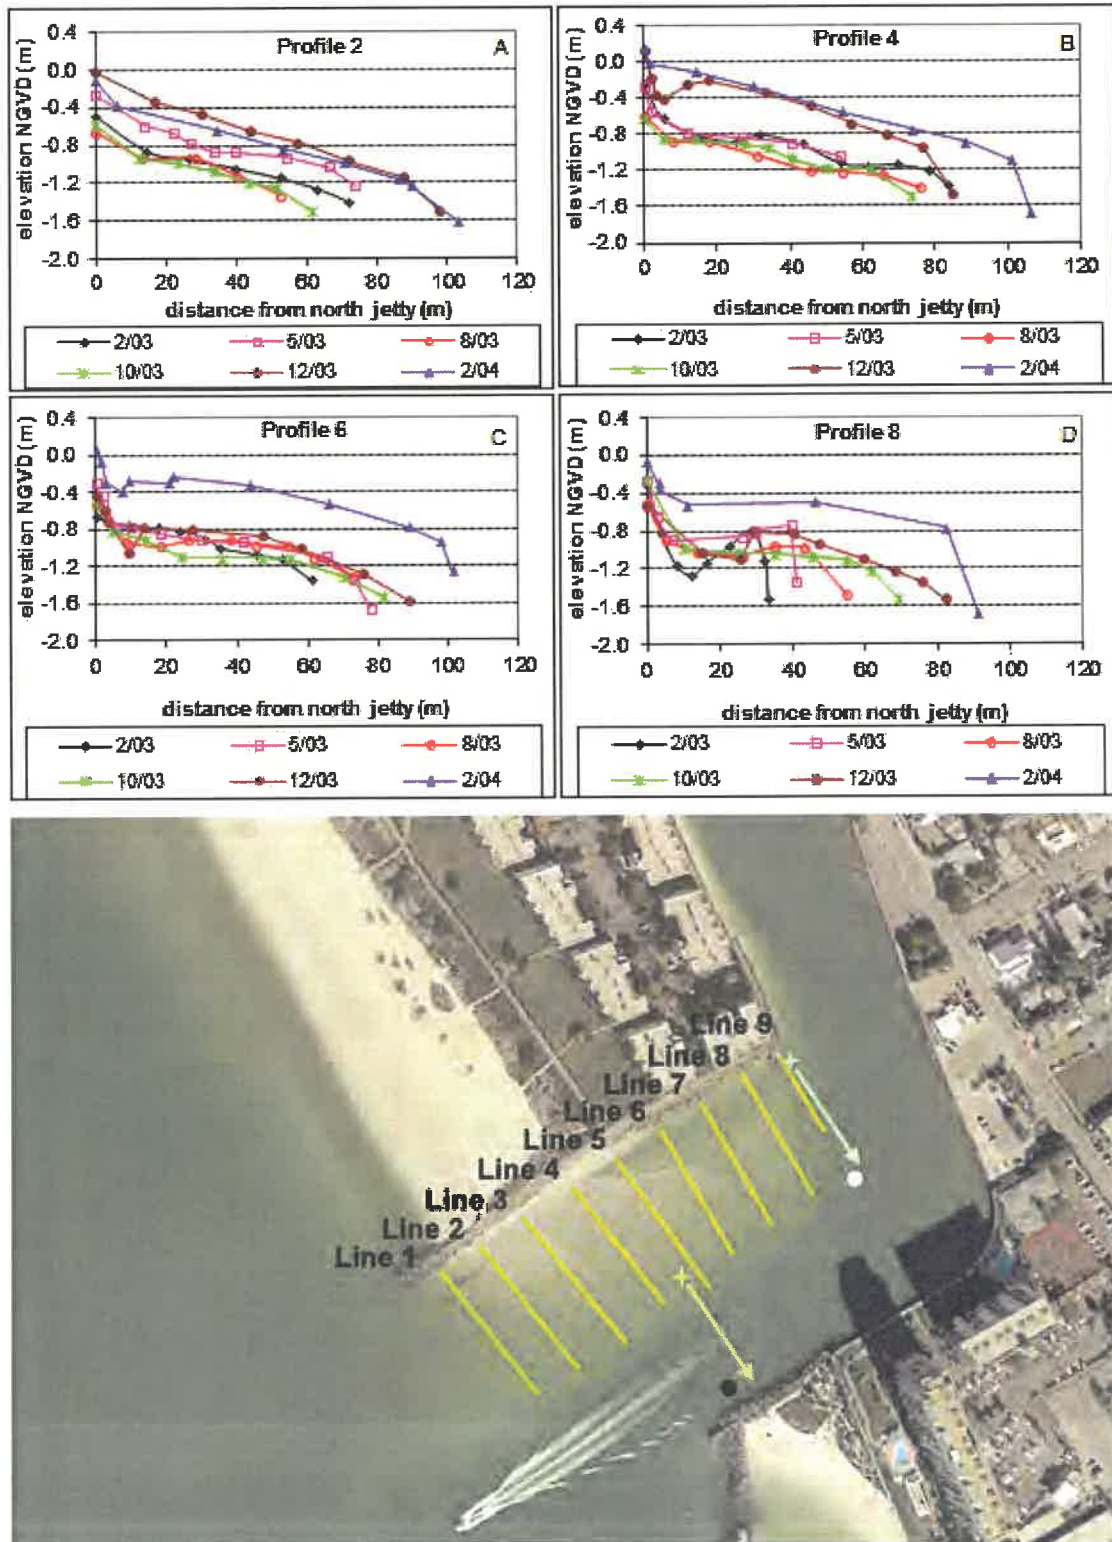 Profile 2
A
elevation NGVD (m)
0.4
0.0
-0.4
-0.8
-1.2
-1.6
-2.0
0 20 40 60 80 100 120
distance from north jetty (m)
2/03 5/03 8/03
10/03 12/03 2/04
Profile 4
B
elevation NGVD (m)
0.4
0.0
-0.4
-0.8
-1.2
-1.6
-2.0
0 20 40 60 80 100 120
distance from north jetty (m)
2/03 5/03 8/03
10/03 12/03 2/04
Profile 6
C
elevation NGVD (m)
0.4
0.0
-0.4
-0.8
-1.2
-1.6
-2.0
0 20 40 60 80 100 120
distance from north jetty (m)
2/03 5/03 8/03
10/03 12/03 2/04
Profile 8
D
elevation NGVD (m)
0.4
0.0
-0.4
-0.8
-1.2
-1.6
-2.0
0 20 40 60 80 100 120
distance from north jetty (m)
2/03 5/03 8/03
10/03 12/03 2/04
Line 9
Line 8
Line 7
Line 6
Line 5
Line 4
Line 3
Line 2
Line 1